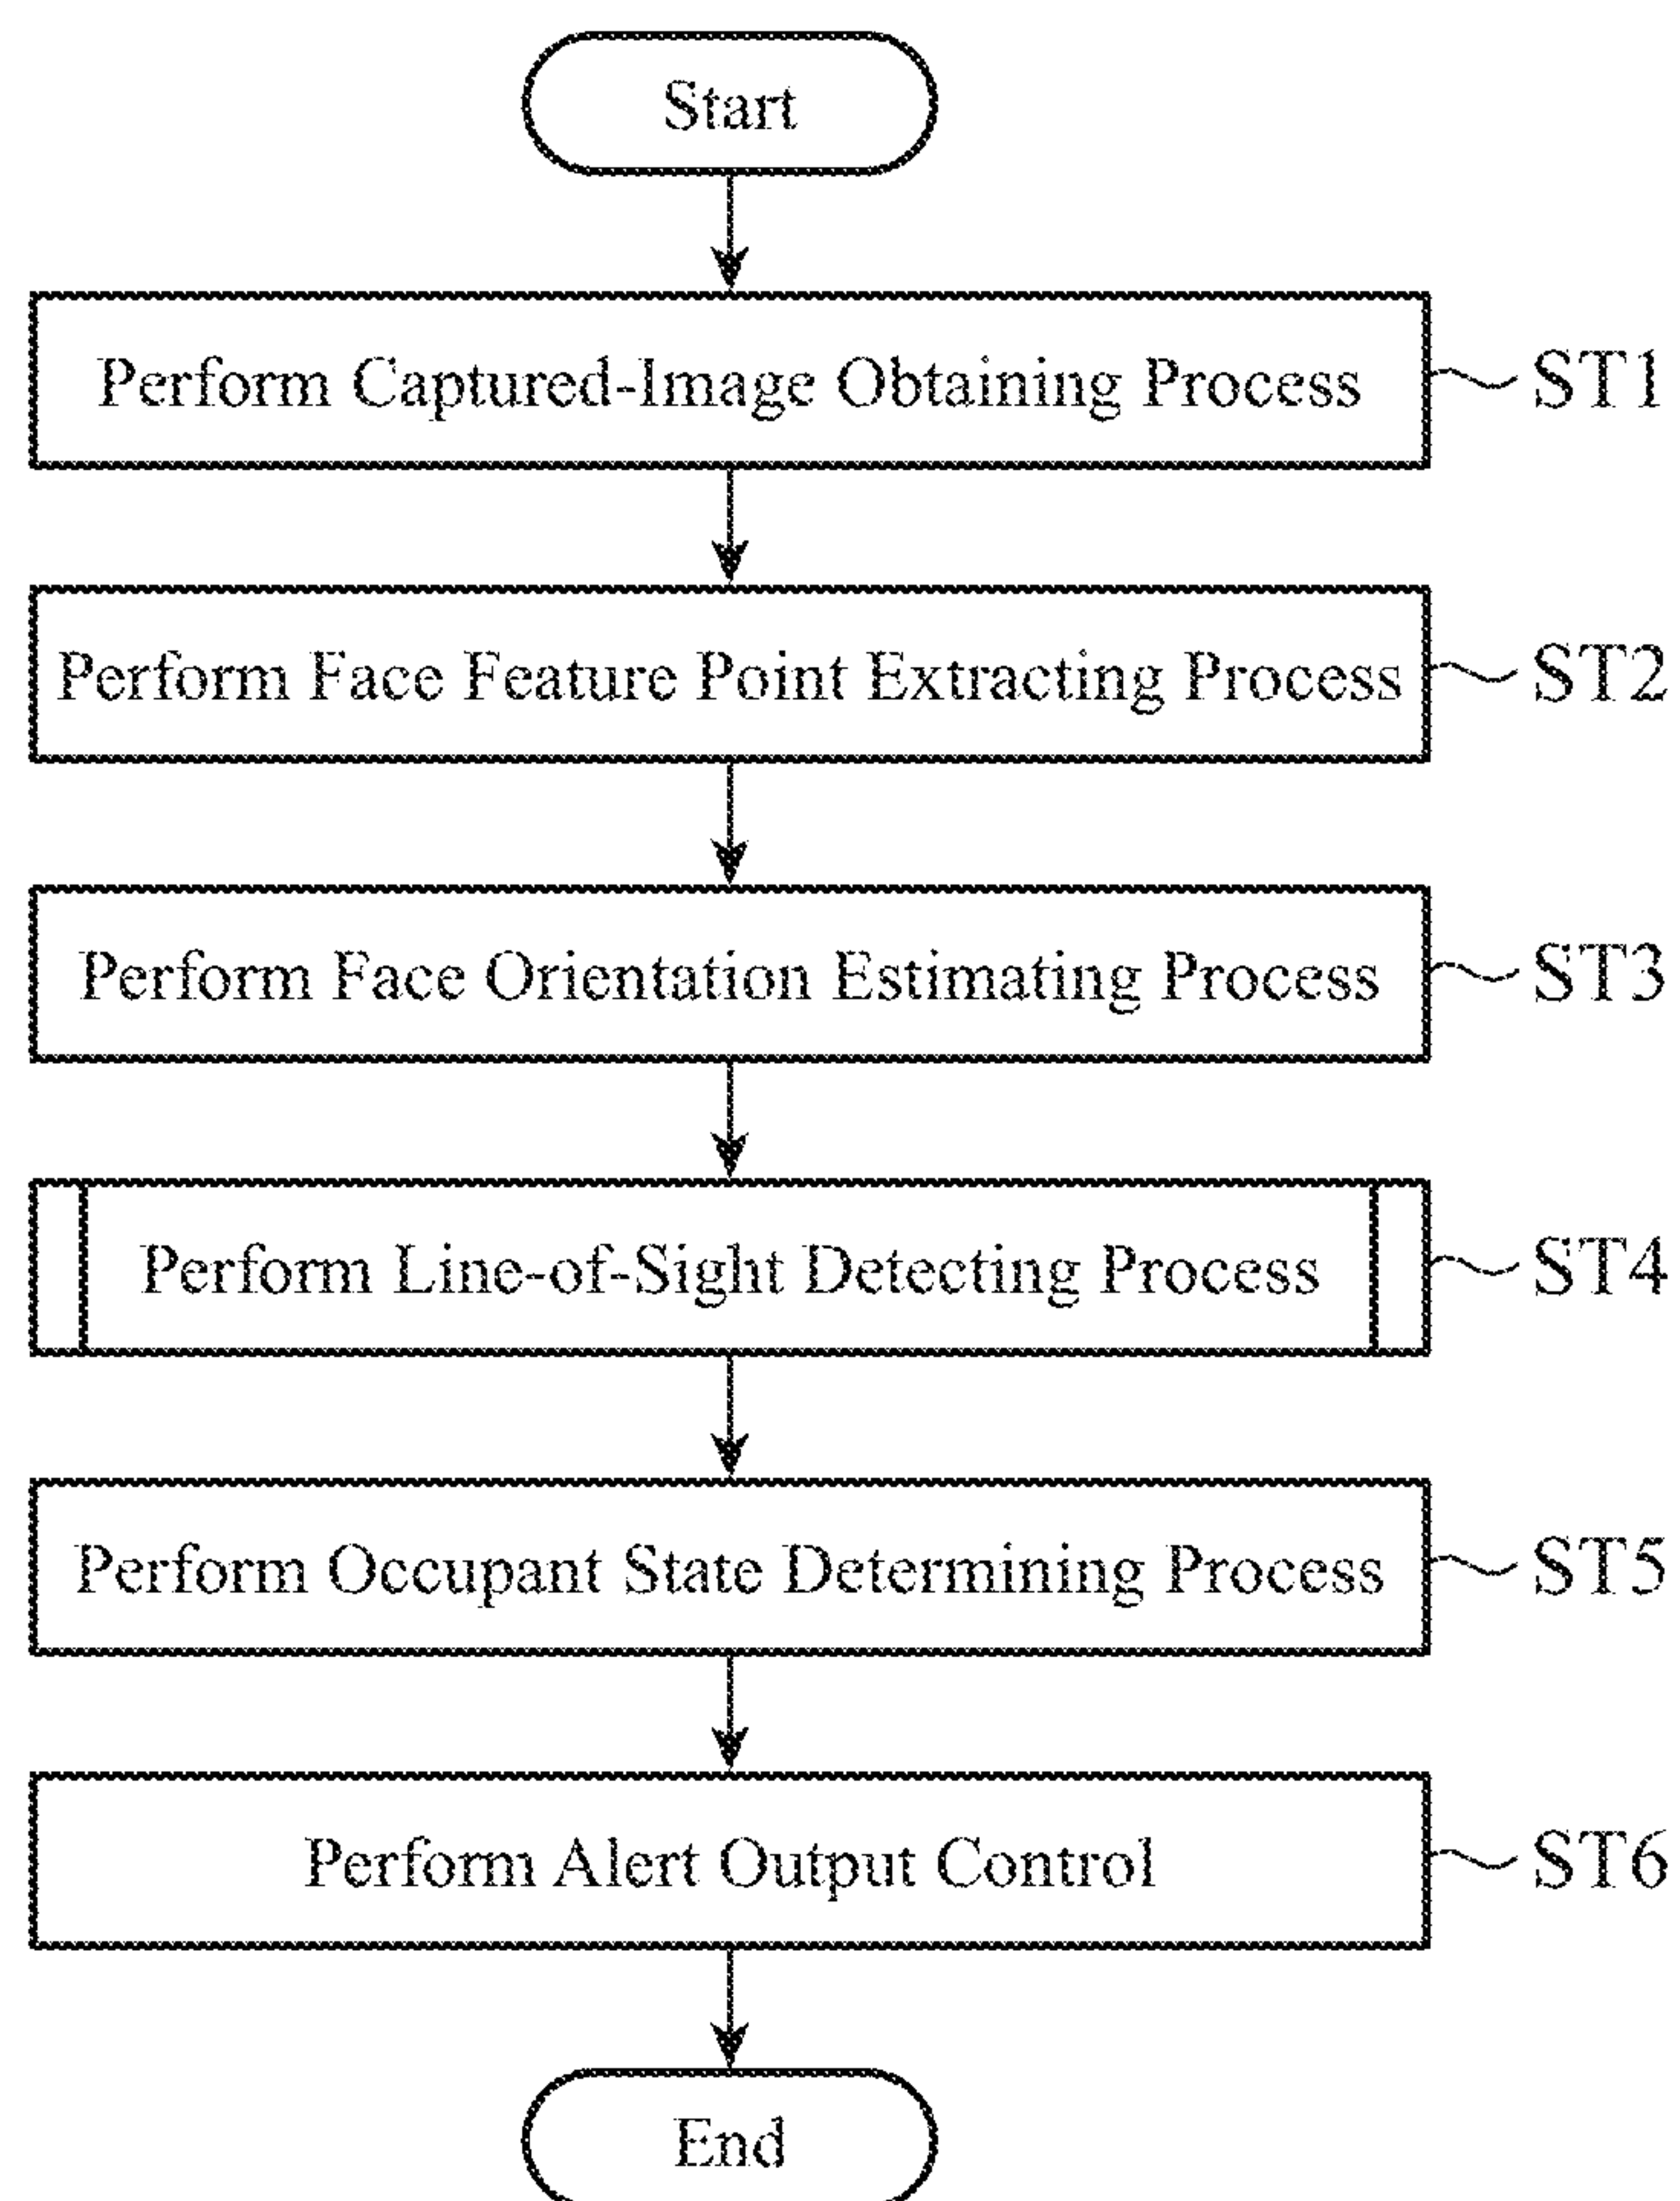 Start
Perform Captured-Image Obtaining Process ST1
Perform Face Feature Point Extracting Process ST2
Perform Face Orientation Estimating Process ST3
Perform Line-of-Sight Detecting Process ST4
Perform Occupant State Determining Process ST5
Perform Alert Output Control ST6
End